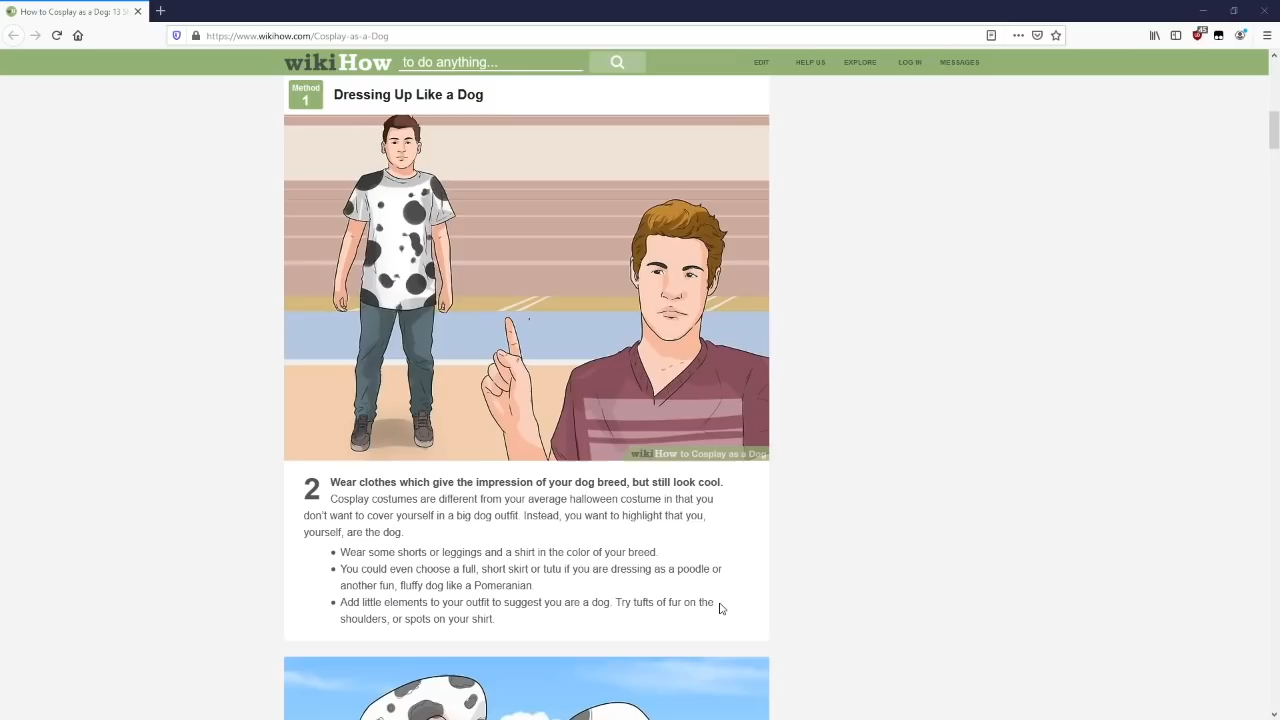 How to Cosplay as a Dog: 13 St
https://www.wikihow.com/Cosplay-as-a-Dog
wikiHow to do anything...
EDIT HELP US EXPLORE LOG IN MESSAGES
Method 1
Dressing Up Like a Dog
wikiHow to Cosplay as a Dog
2 Wear clothes which give the impression of your dog breed, but still look cool.
Cosplay costumes are different from your average halloween costume in that you
don't want to cover yourself in a big dog outfit. Instead, you want to highlight that you,
yourself, are the dog.
• Wear some shorts or leggings and a shirt in the color of your breed.
• You could even choose a full, short skirt or tutu if you are dressing as a poodle or
another fun, fluffy dog like a Pomeranian.
• Add little elements to your outfit to suggest you are a dog. Try tufts of fur on the
shoulders, or spots on your shirt.